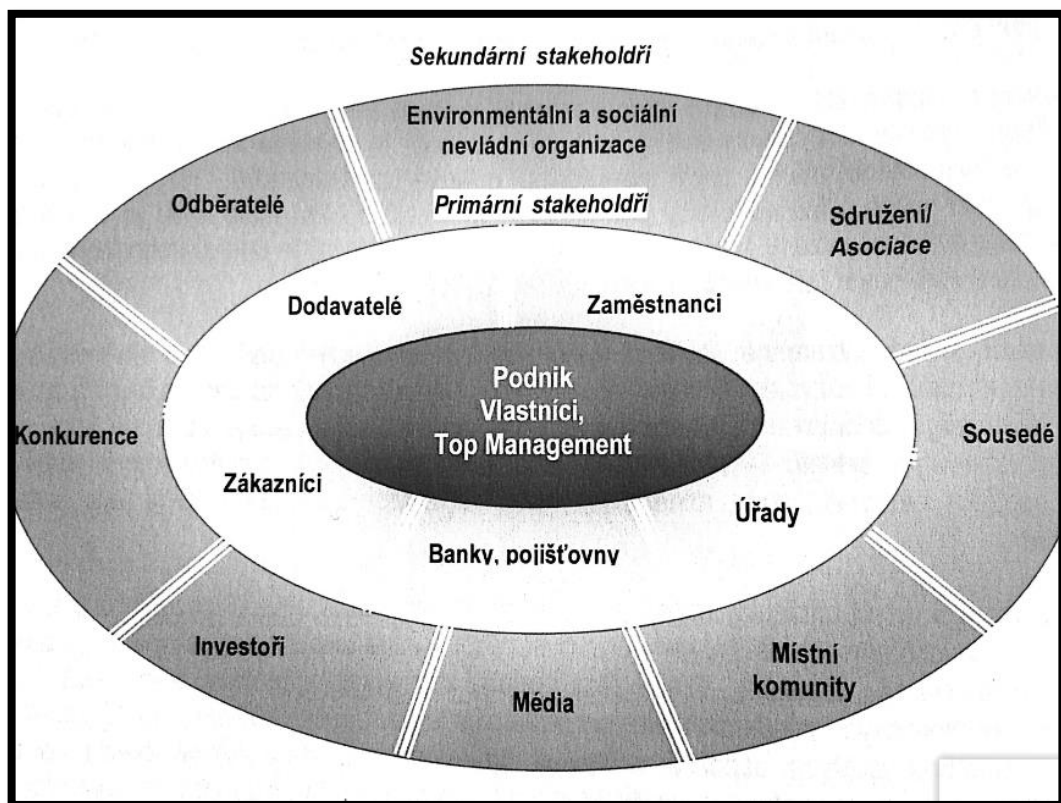 Sekundární stakeholdři
Environmentální a sociální
nevládní organizace
Odběratelé
Primární stakeholdři
Sdružení/
Asociace
Dodavatelé
Zaměstnanci
Podnik
Vlastníci,
Top Management
Konkurence
Sousedé
Zákazníci
Úřady
Banky, pojišťovny
Investoři
Místní
komunity
Média